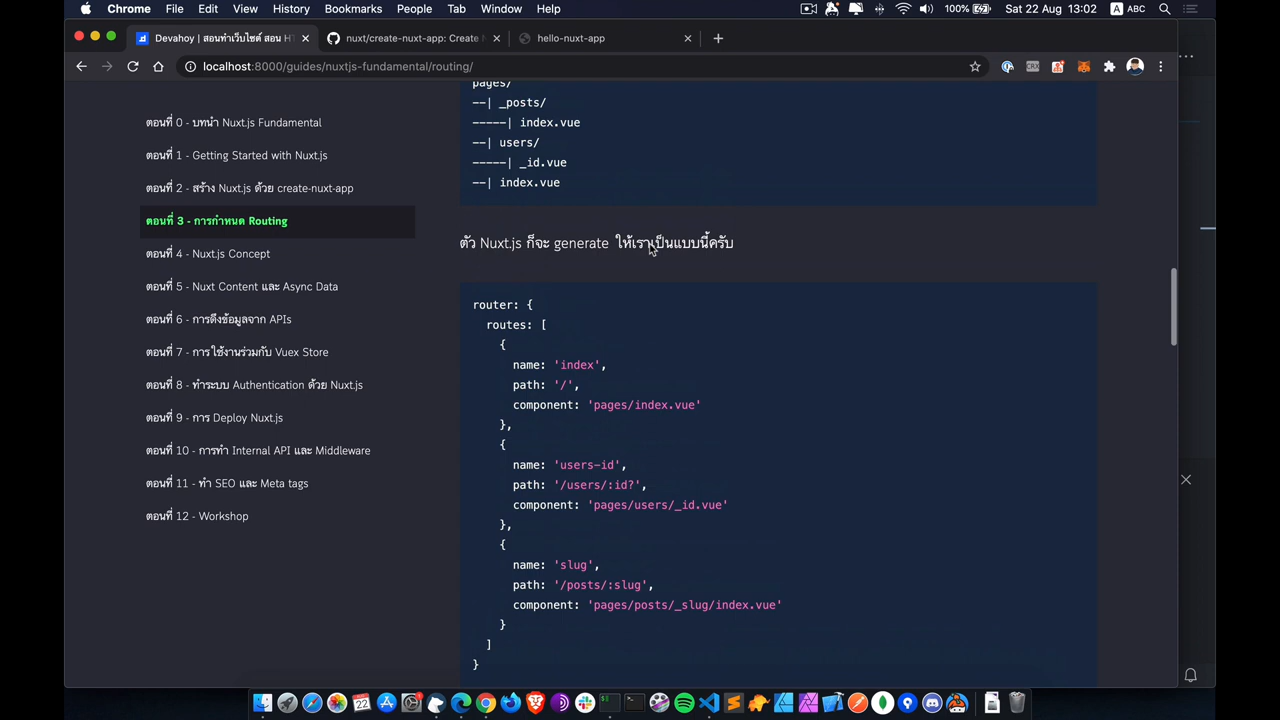 Chrome File Edit View History Bookmarks People Tab Window Help 100% Sat 22 Aug 13:02 A ABC
Devahoy | สอนทำเว็บไซต์ สอน HT
nuxt/create-nuxt-app: Create
hello-nuxt-app
localhost:8000/guides/nuxtjs-fundamental/routing/
ตอนที่ 0 - บทนำ Nuxt.js Fundamental
ตอนที่ 1 - Getting Started with Nuxt.js
ตอนที่ 2 - สร้าง Nuxt.js ด้วย create-nuxt-app
ตอนที่ 3 - การกำหนด Routing
ตอนที่ 4 - Nuxt.js Concept
ตอนที่ 5 - Nuxt Content และ Async Data
ตอนที่ 6 - การดึงข้อมูลจาก APIs
ตอนที่ 7 - การใช้งานร่วมกับ Vuex Store
ตอนที่ 8 - ทำระบบ Authentication ด้วย Nuxt.js
ตอนที่ 9 - การ Deploy Nuxt.js
ตอนที่ 10 - การทำ Internal API และ Middleware
ตอนที่ 11 - ทำ SEO และ Meta tags
ตอนที่ 12 - Workshop
pages/
--| _posts/
-----| index.vue
--| users/
-----| _id.vue
--| index.vue
ตัว Nuxt.js ก็จะ generate ให้เราเป็นแบบนี้ครับ
router: {
routes: [
{
name: 'index',
path: '/',
component: 'pages/index.vue'
},
{
name: 'users-id',
path: '/users/:id?',
component: 'pages/users/_id.vue'
},
{
name: 'slug',
path: '/posts/:slug',
component: 'pages/posts/_slug/index.vue'
}
]
}